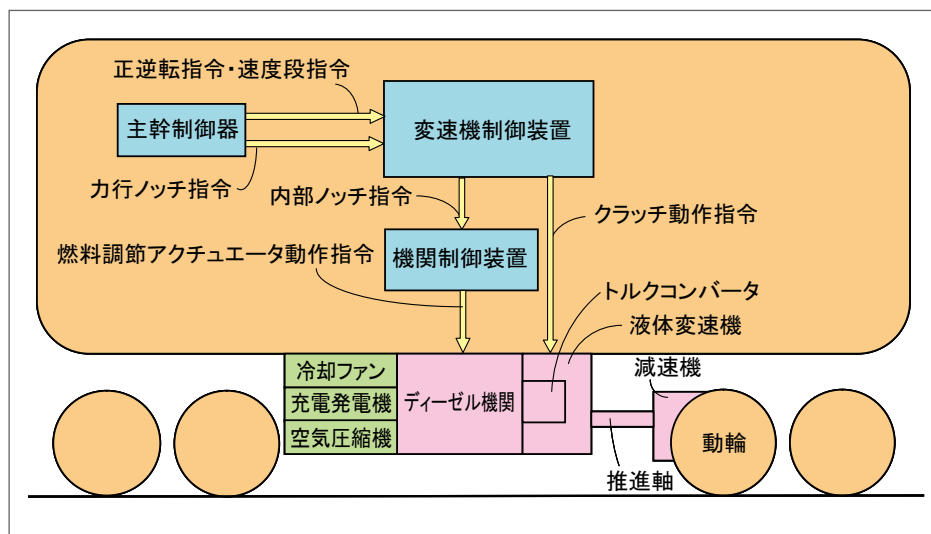 正逆転指令・速度段指令
主幹制御器
変速機制御装置
力行ノッチ指令
内部ノッチ指令
クラッチ動作指令
燃料調節アクチュエータ動作指令
機関制御装置
トルクコンバータ
液体変速機
減速機
冷却ファン
充電発電機
空気圧縮機
ディーゼル機関
動輪
推進軸